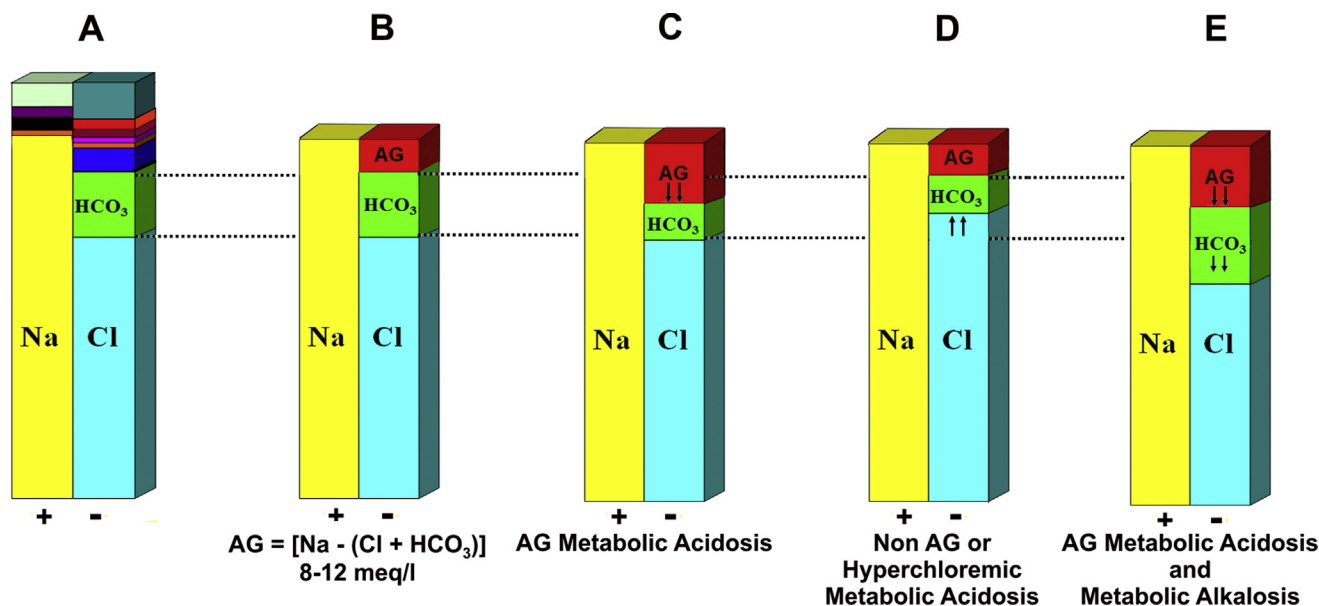 A
B
C
D
E
HCO₃
Na
Cl
+
-
AG
HCO₃
Na
Cl
+
-
AG = [Na - (Cl + HCO₃)]
8-12 meq/l
AG
↓↓
HCO₃
Na
Cl
+
-
AG Metabolic Acidosis
AG
HCO₃
↑↑
Na
Cl
+
-
Non AG or
Hyperchloremic
Metabolic Acidosis
AG
↓↓
HCO₃
↓↓
Na
Cl
+
-
AG Metabolic Acidosis
and
Metabolic Alkalosis